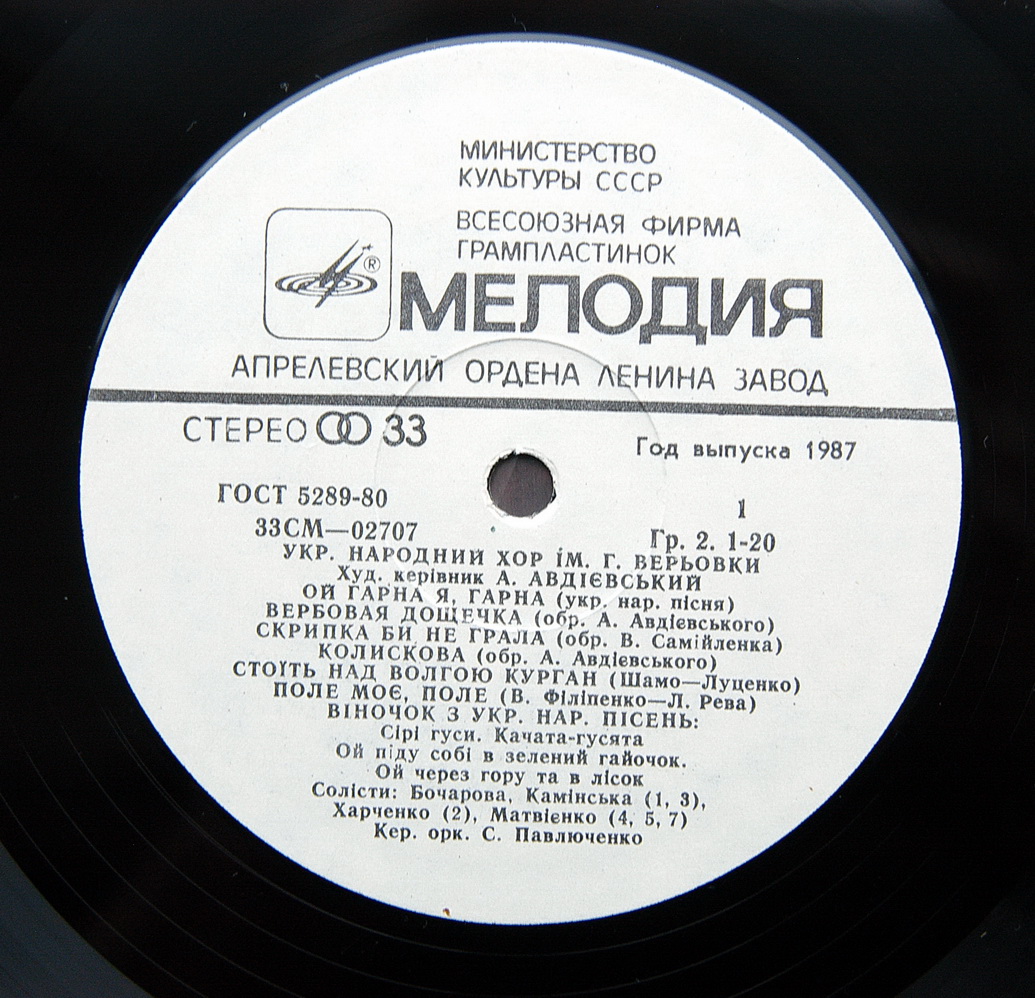 МИНИСТЕРСТВО
КУЛЬТУРЫ СССР
ВСЕСОЮЗНАЯ ФИРМА
ГРАМПЛАСТИНОК
®
МЕЛОДИЯ
АПРЕЛЕВСКИЙ ОРДЕНА ЛЕНИНА ЗАВОД
СТЕРЕО 33
Год выпуска 1987
ГОСТ 5289-80
1
33СМ—02707
Гр. 2. 1-20
УКР. НАРОДНИЙ ХОР ІМ. Г. ВЕРЬОВКИ
Худ. керівник А. АВДІЄВСЬКИЙ
ОЙ ГАРНА Я, ГАРНА (укр. нар. пісня)
ВЕРБОВАЯ ДОЩЕЧКА (обр. А. Авдієвського)
СКРИПКА БИ НЕ ГРАЛА (обр. В. Самійленка)
КОЛИСКОВА (обр. А. Авдієвського)
СТОЇТЬ НАД ВОЛГОЮ КУРГАН (Шамо—Луценко)
ПОЛЕ МОЄ, ПОЛЕ (В. Філіпенко—Л. Рева)
ВІНОЧОК З УКР. НАР. ПІСЕНЬ:
Сірі гуси. Качата-гусята
Ой піду собі в зелений гайочок.
Ой через гору та в лісок
Солісти: Бочарова, Камінська (1, 3),
Харченко (2), Матвієнко (4, 5, 7)
Кер. орк. С. Павлюченко